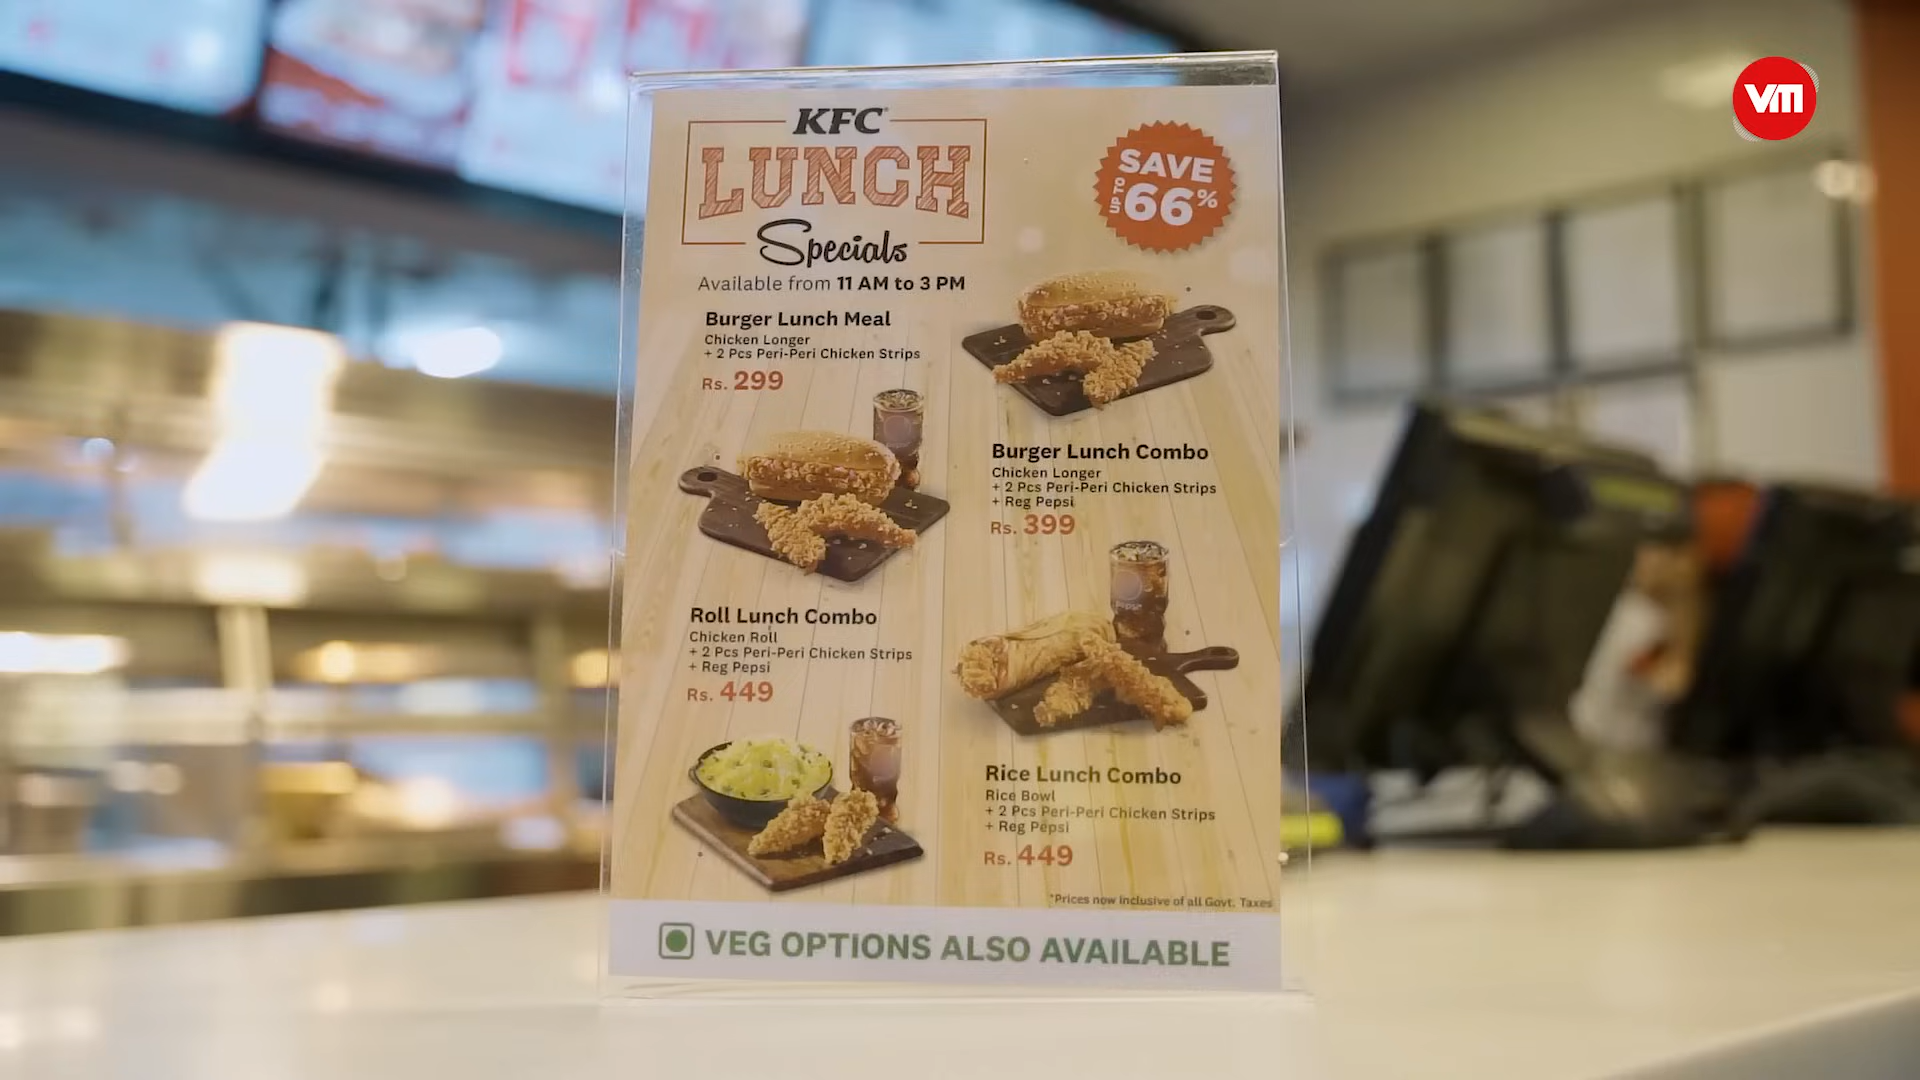 KFC
LUNCH
Specials
Available from 11 AM to 3 PM
SAVE
UP TO
66%
Burger Lunch Meal
Chicken Longer
+ 2 Pcs Peri-Peri Chicken Strips
Rs. 299
Burger Lunch Combo
Chicken Longer
+ 2 Pcs Peri-Peri Chicken Strips
+ Reg Pepsi
Rs. 399
Roll Lunch Combo
Chicken Roll
+ 2 Pcs Peri-Peri Chicken Strips
+ Reg Pepsi
Rs. 449
pepsi
Rice Lunch Combo
Rice Bowl
+ 2 Pcs Peri-Peri Chicken Strips
+ Reg Pepsi
Rs. 449
*Prices now inclusive of all Govt. Taxes
VEG OPTIONS ALSO AVAILABLE